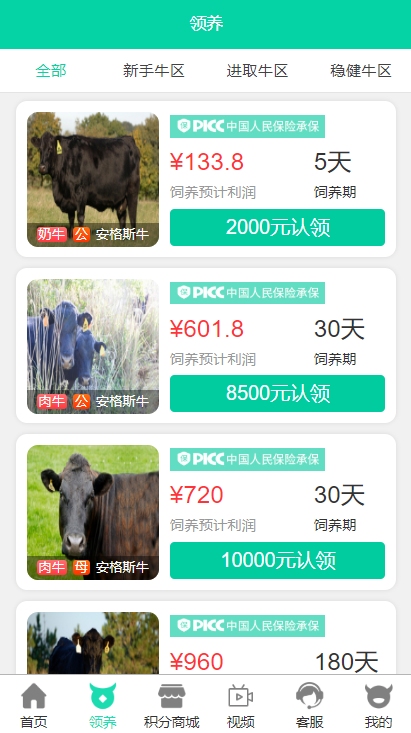 领养
全部 新手牛区 进取牛区 稳健牛区
PICC 中国人民保险承保
¥133.8 5天
饲养预计利润 饲养期
奶牛 公 安格斯牛
2000元认领
PICC 中国人民保险承保
¥601.8 30天
饲养预计利润 饲养期
肉牛 公 安格斯牛
8500元认领
PICC 中国人民保险承保
¥720 30天
饲养预计利润 饲养期
肉牛 母 安格斯牛
10000元认领
PICC 中国人民保险承保
¥960 180天
首页 领养 积分商城 视频 客服 我的